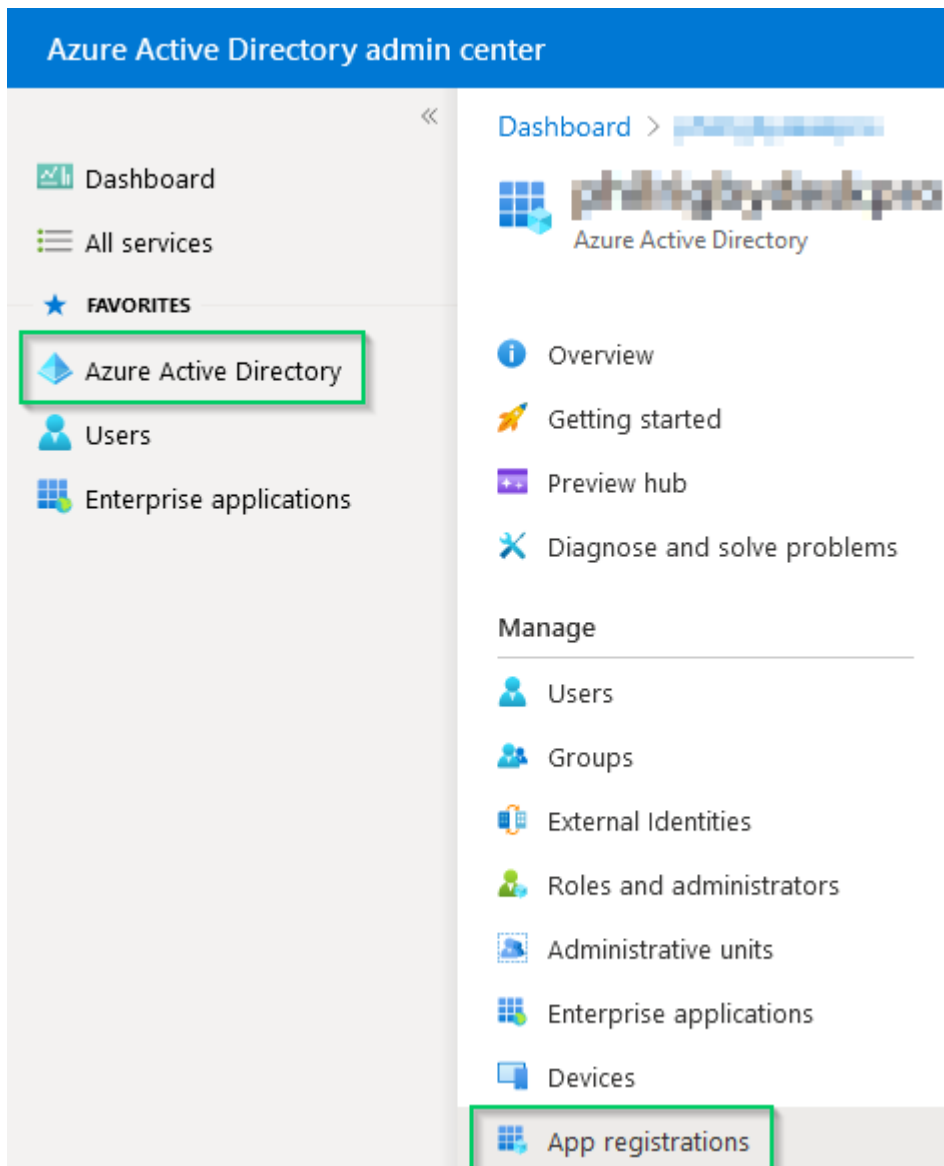 Azure Active Directory admin center
Dashboard
All services
FAVORITES
Azure Active Directory
Users
Enterprise applications
Dashboard >
Azure Active Directory
Overview
Getting started
Preview hub
Diagnose and solve problems
Manage
Users
Groups
External Identities
Roles and administrators
Administrative units
Enterprise applications
Devices
App registrations